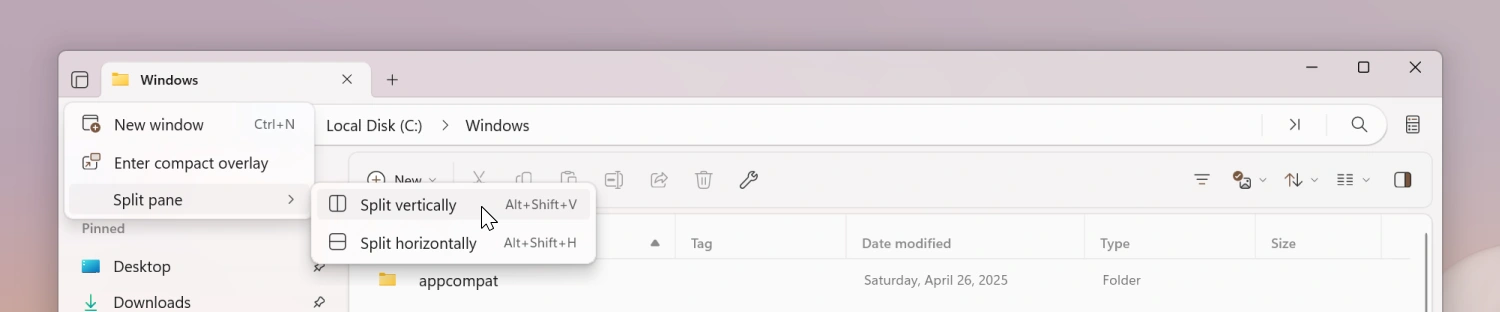 Windows
New window Ctrl+N
Local Disk (C:) Windows
Enter compact overlay
New
Split pane
Split vertically Alt+Shift+V
Split horizontally Alt+Shift+H
Pinned
Tag Date modified Type Size
Desktop
appcompat Saturday, April 26, 2025 Folder
Downloads